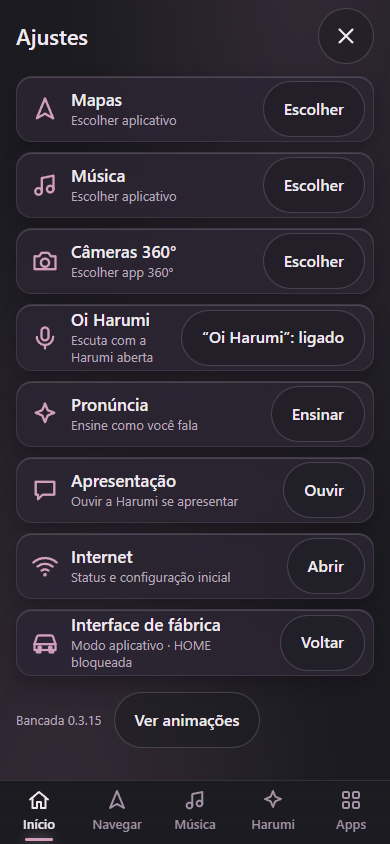 Ajustes
Mapas
Escolher aplicativo
Escolher
Música
Escolher aplicativo
Escolher
Câmeras 360°
Escolher app 360°
Escolher
Oi Harumi
Escuta com a
Harumi aberta
“Oi Harumi”: ligado
Pronúncia
Ensine como você fala
Ensinar
Apresentação
Ouvir a Harumi se apresentar
Ouvir
Internet
Status e configuração inicial
Abrir
Interface de fábrica
Modo aplicativo · HOME
bloqueada
Voltar
Bancada 0.3.15
Ver animações
Início
Navegar
Música
Harumi
Apps